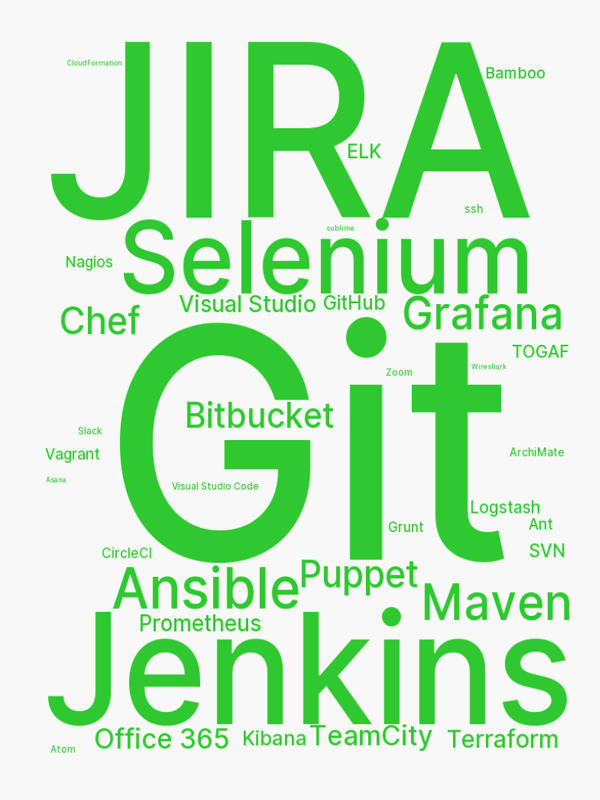 JIRA
CloudFormation
Bamboo
ELK
ssh
Selenium
sublime
Nagios
Visual Studio
GitHub
Grafana
Chef
Git
TOGAF
Zoom
Wireshark
Bitbucket
Slack
Vagrant
ArchiMate
Asana
Visual Studio Code
Logstash
Grunt
Ant
CircleCI
SVN
Ansible
Puppet
Maven
Prometheus
Jenkins
Office 365
Kibana
TeamCity
Terraform
Atom